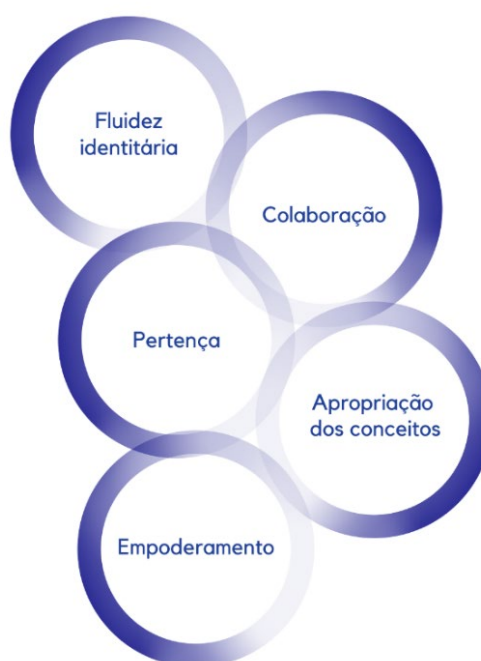 Fluidez
identitária
Colaboração
Pertença
Apropriação
dos conceitos
Empoderamento